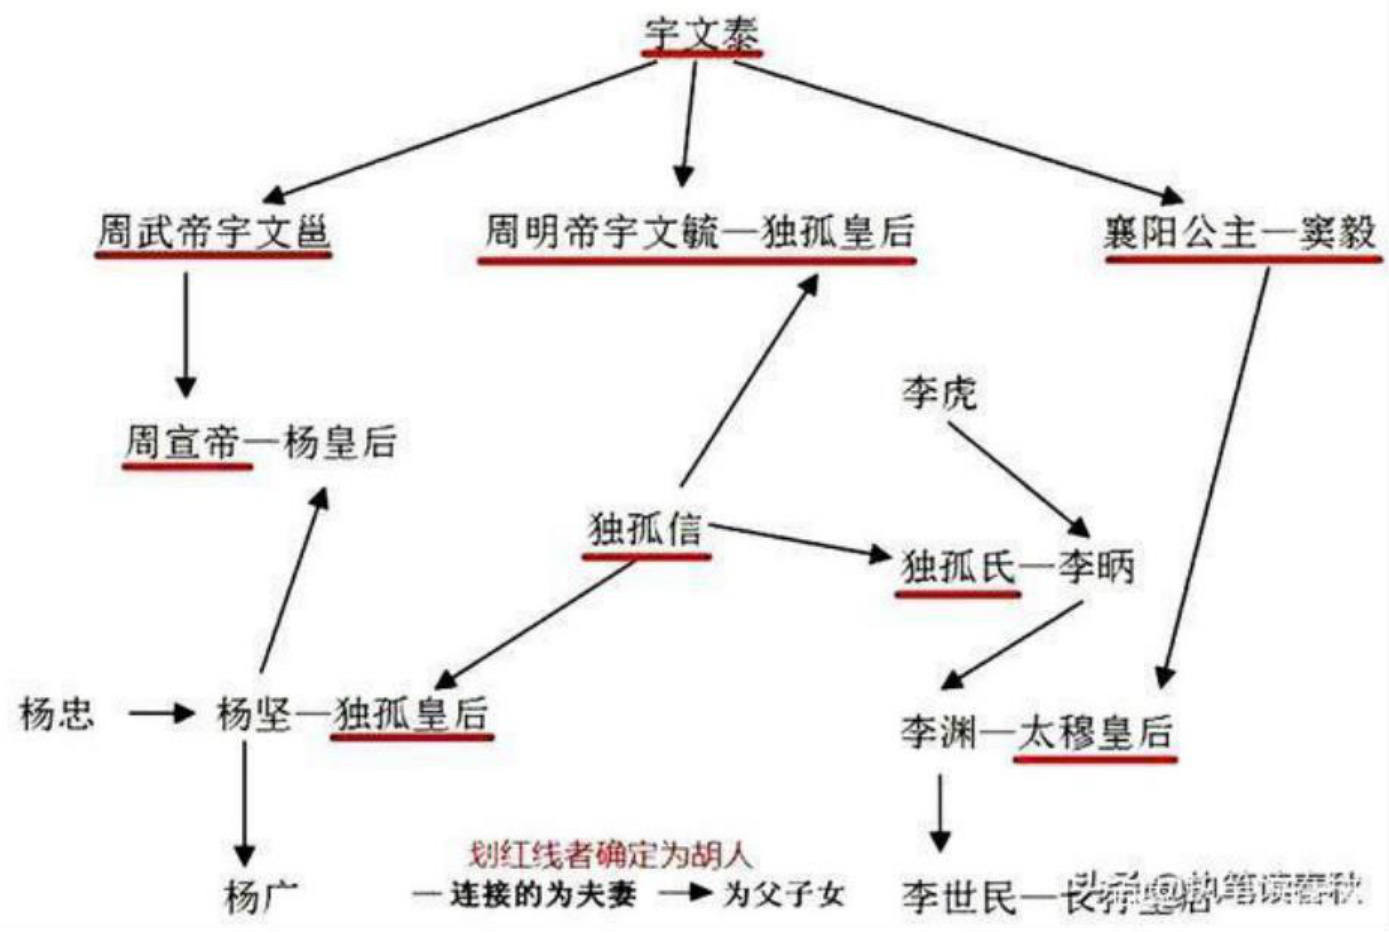 宇文泰
周武帝宇文邕
周明帝宇文毓—独孤皇后
襄阳公主—窦毅
李虎
周宣帝—杨皇后
独孤信
独孤氏—李昞
杨忠
杨坚—独孤皇后
李渊—太穆皇后
划红线者确定为胡人
—连接的为夫妻
为父子女
杨广
李世民—长孙皇后
头条@执笔读春秋